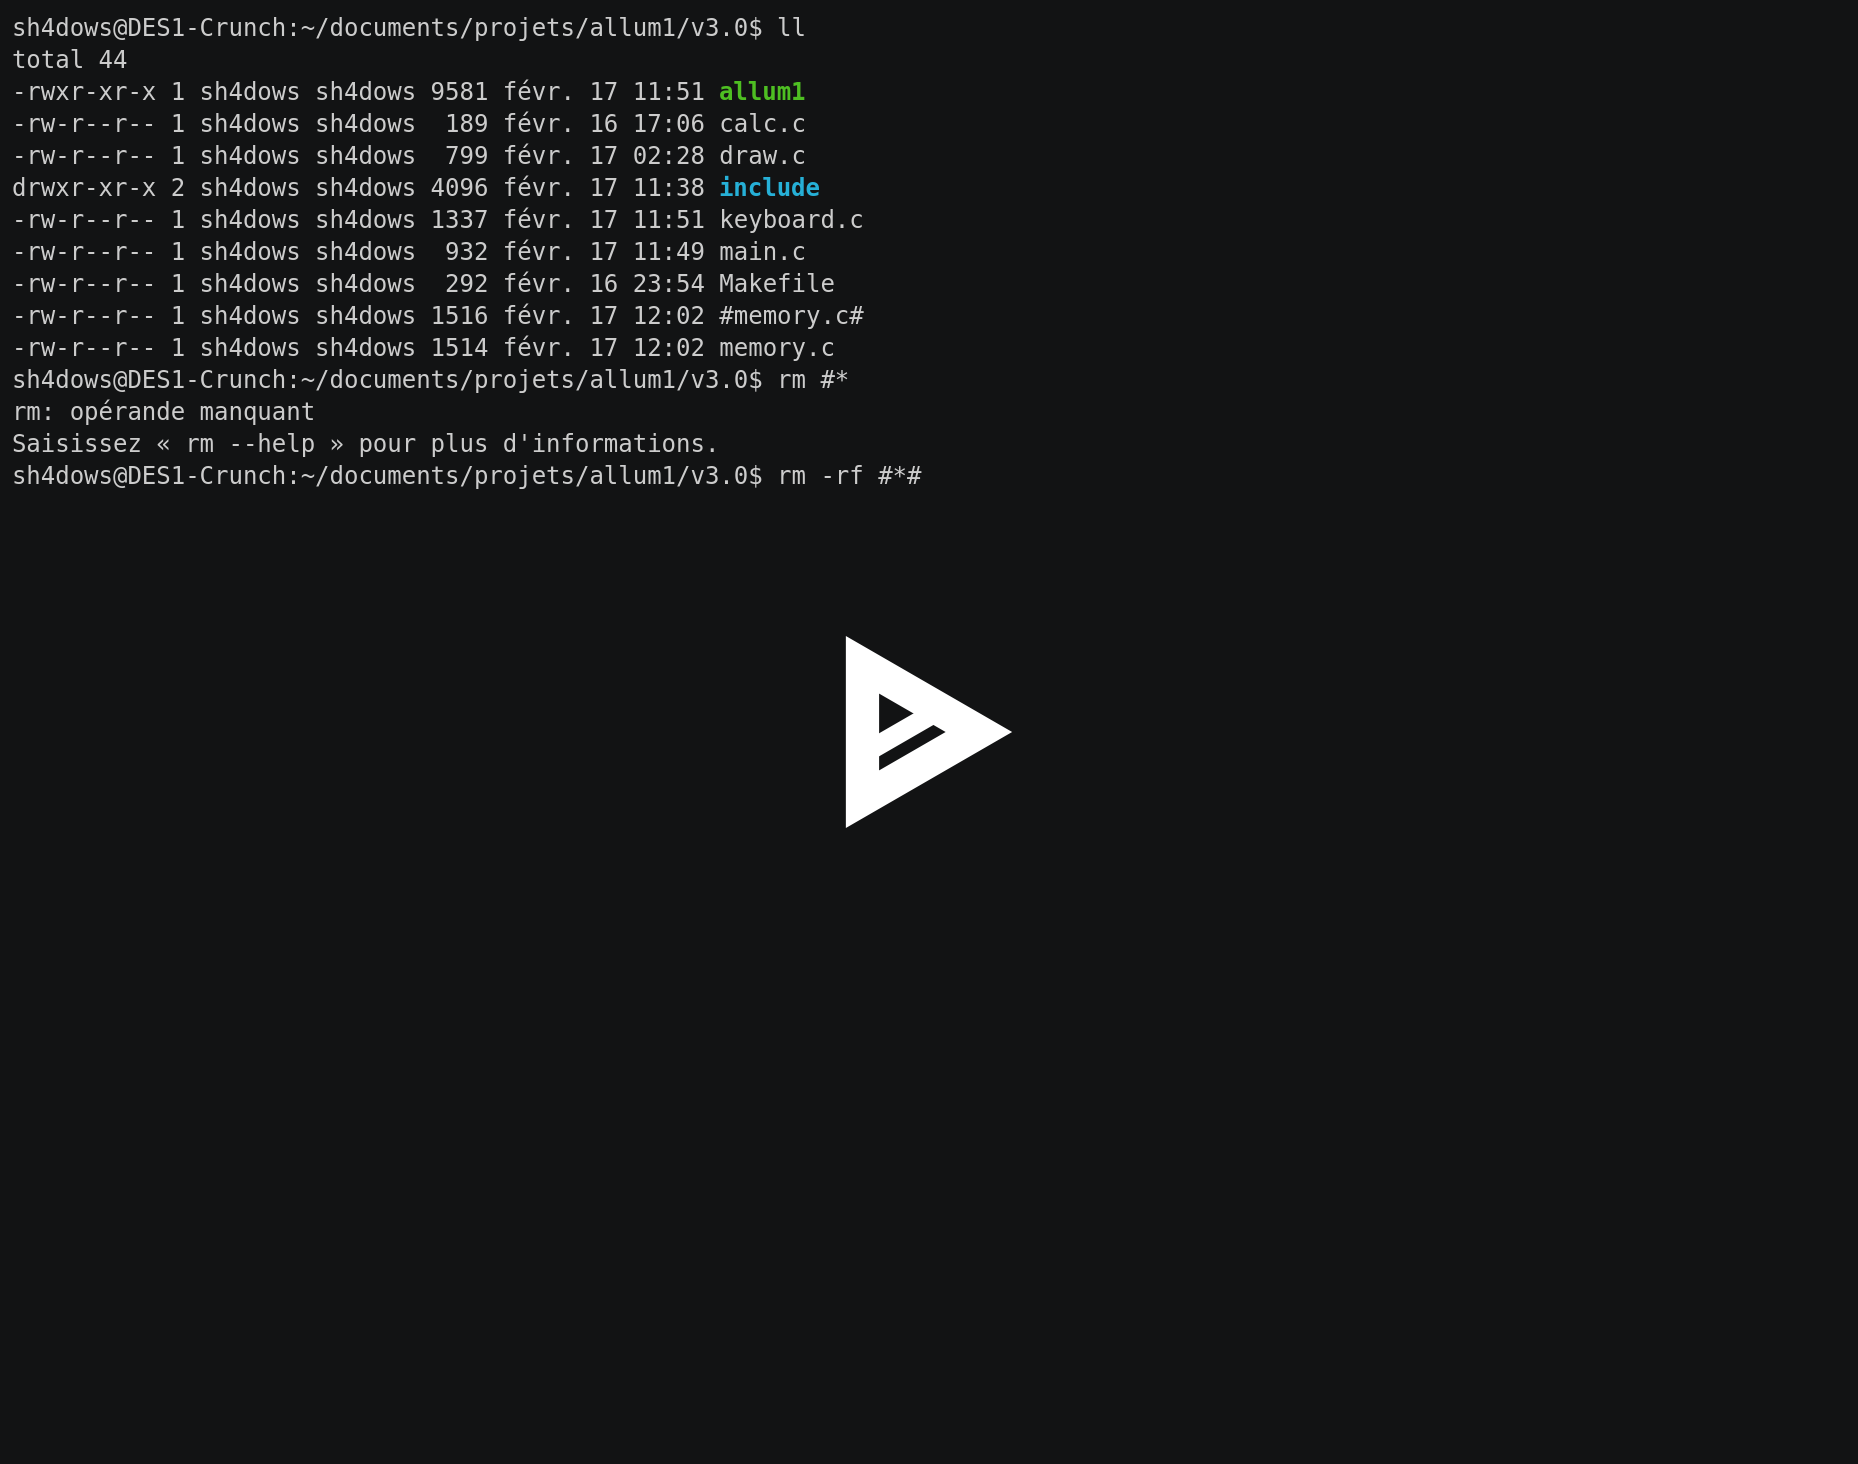 sh4dows@DES1-Crunch:~/documents/projets/allum1/v3.0$ ll
total 44
-rwxr-xr-x 1 sh4dows sh4dows 9581 févr. 17 11:51 allum1
-rw-r--r-- 1 sh4dows sh4dows  189 févr. 16 17:06 calc.c
-rw-r--r-- 1 sh4dows sh4dows  799 févr. 17 02:28 draw.c
drwxr-xr-x 2 sh4dows sh4dows 4096 févr. 17 11:38 include
-rw-r--r-- 1 sh4dows sh4dows 1337 févr. 17 11:51 keyboard.c
-rw-r--r-- 1 sh4dows sh4dows  932 févr. 17 11:49 main.c
-rw-r--r-- 1 sh4dows sh4dows  292 févr. 16 23:54 Makefile
-rw-r--r-- 1 sh4dows sh4dows 1516 févr. 17 12:02 #memory.c#
-rw-r--r-- 1 sh4dows sh4dows 1514 févr. 17 12:02 memory.c
sh4dows@DES1-Crunch:~/documents/projets/allum1/v3.0$ rm #*
rm: opérande manquant
Saisissez « rm --help » pour plus d'informations.
sh4dows@DES1-Crunch:~/documents/projets/allum1/v3.0$ rm -rf #*#